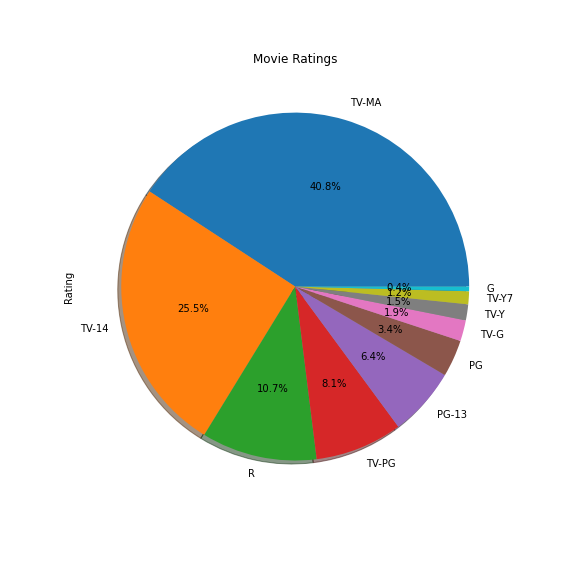 Movie Ratings
TV-MA
40.8%
Rating
TV-14
25.5%
R
10.7%
TV-PG
8.1%
PG-13
6.4%
PG
3.4%
TV-G
1.9%
TV-Y
1.5%
TV-Y7
1.2%
G
0.4%